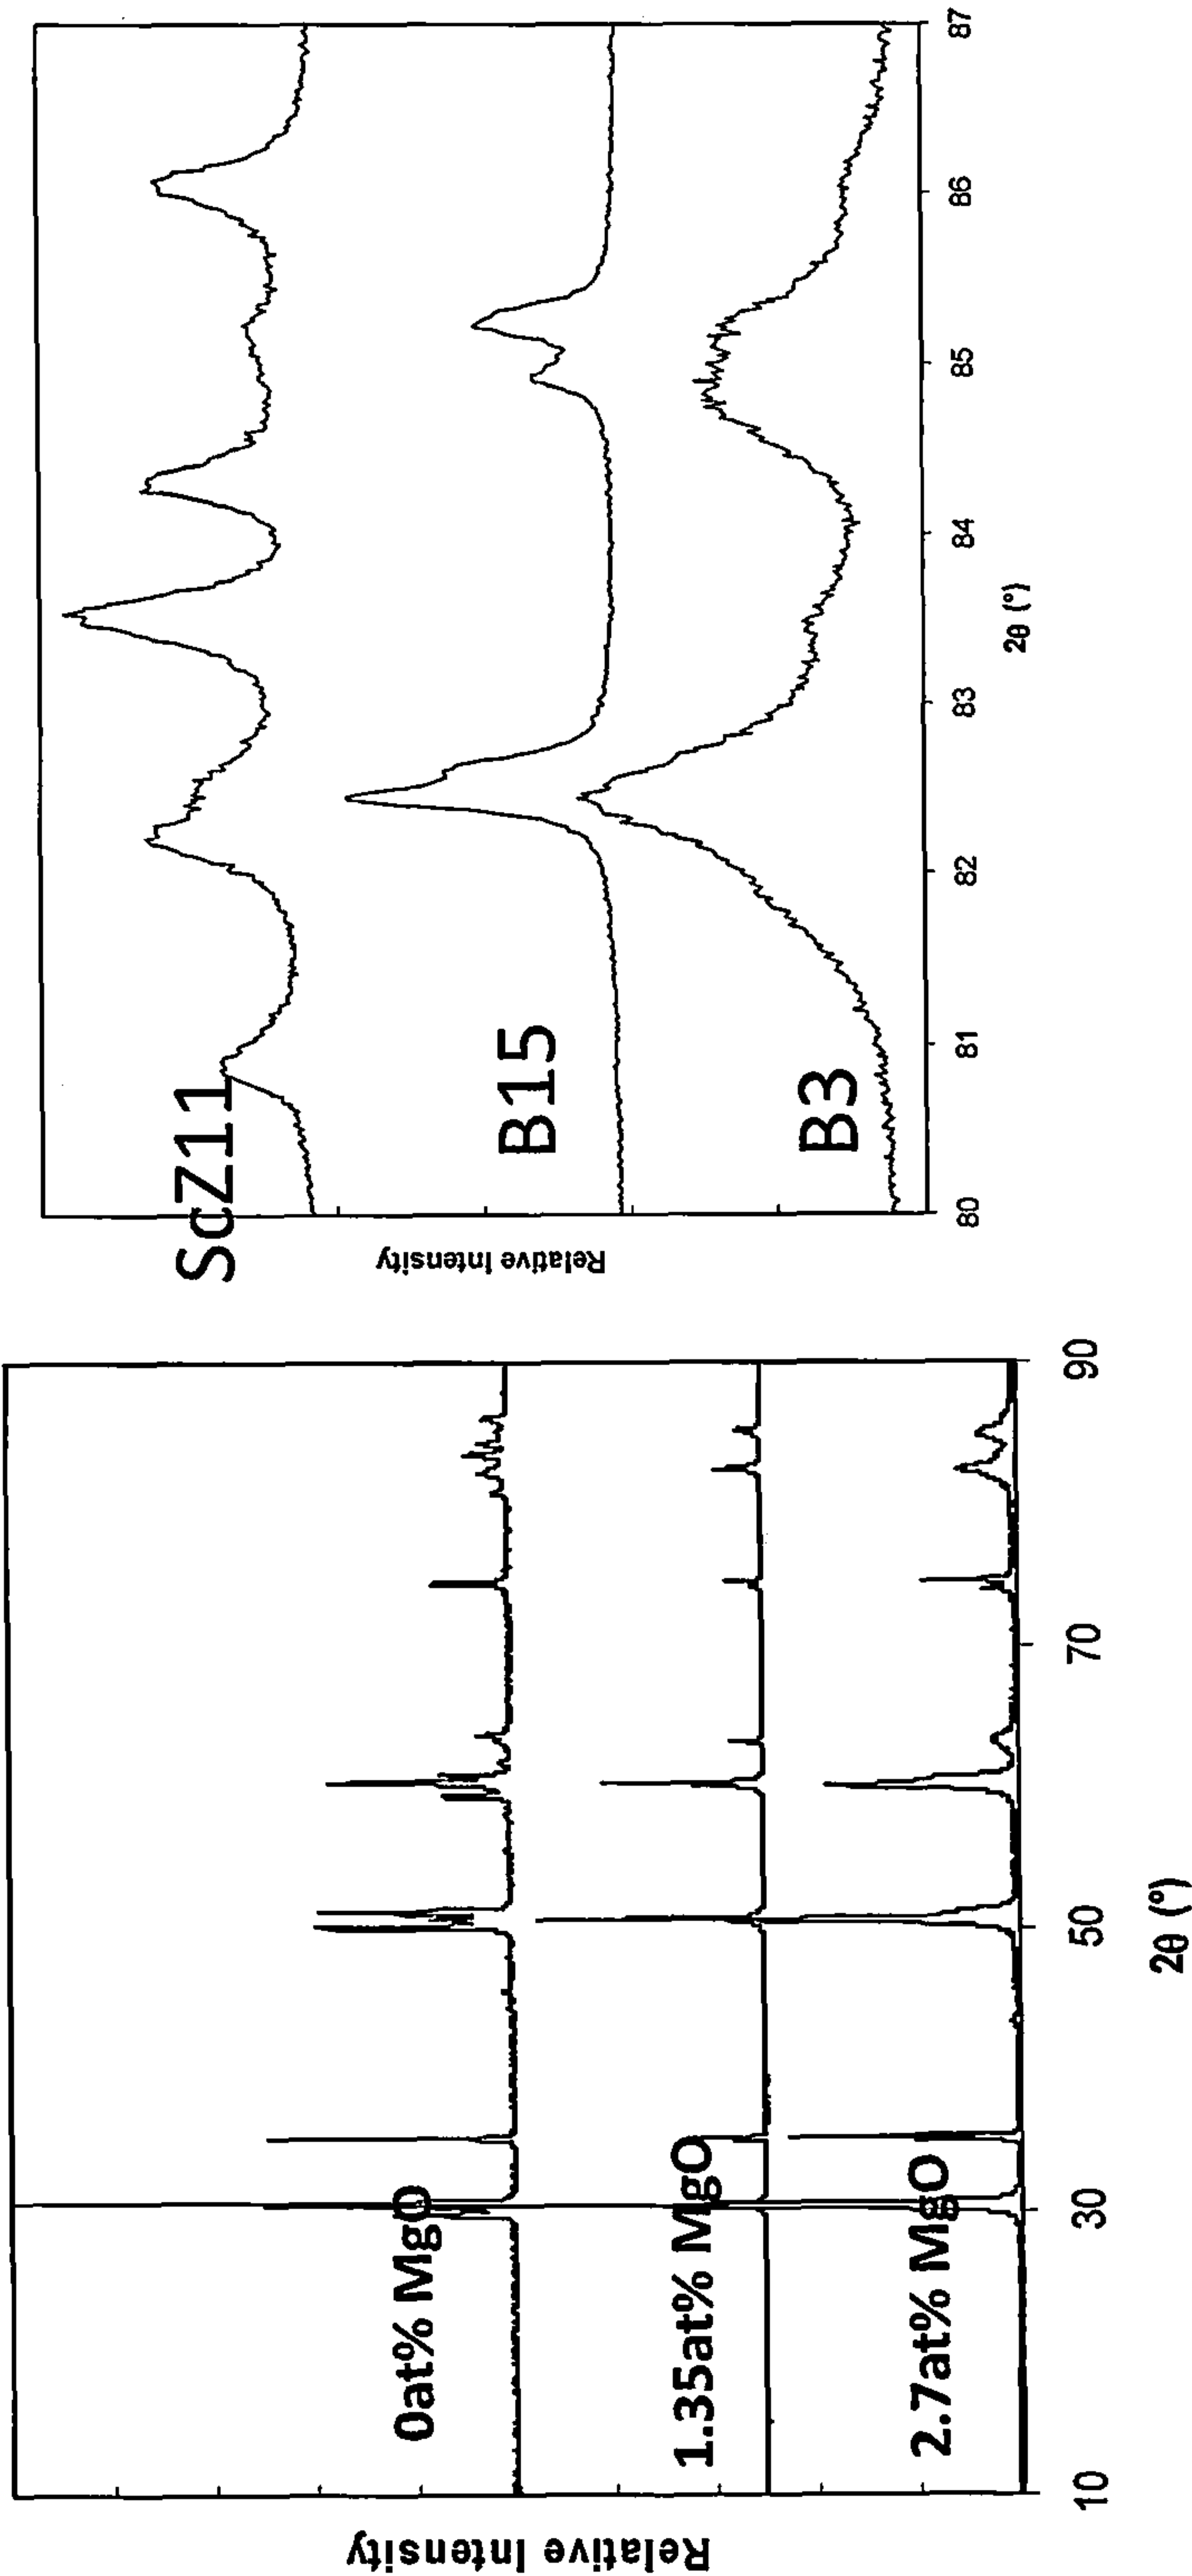 Relative Intensity
0at% MgO
1.35at% MgO
2.7at% MgO
10
30
50
70
90
2θ (°)
Relative Intensity
ScZ11
B15
B3
80
81
82
83
84
85
86
87
2θ (°)